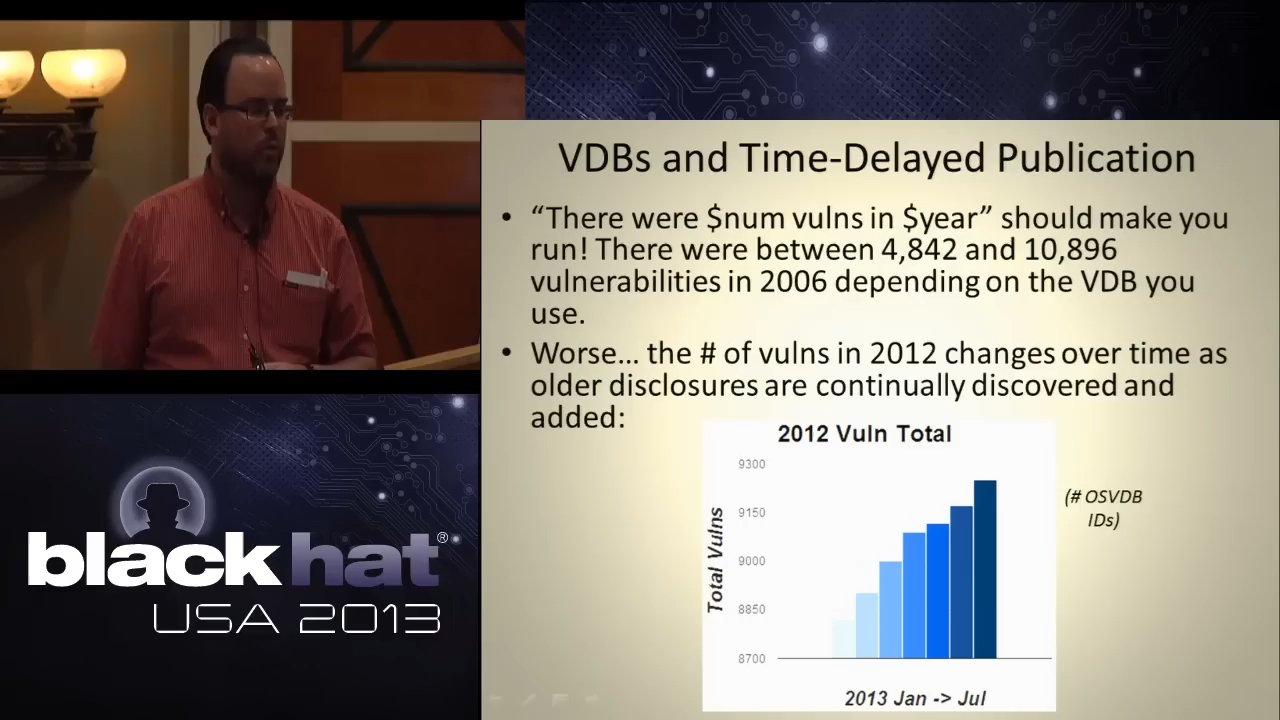 VDBs and Time-Delayed Publication
• “There were $num vulns in $year” should make you
run! There were between 4,842 and 10,896
vulnerabilities in 2006 depending on the VDB you
use.
• Worse... the # of vulns in 2012 changes over time as
older disclosures are continually discovered and
added:
2012 Vuln Total
9300
9150
9000
8850
8700
Total Vulns
2013 Jan -> Jul
(# OSVDB
IDs)
black hat®
USA 2013